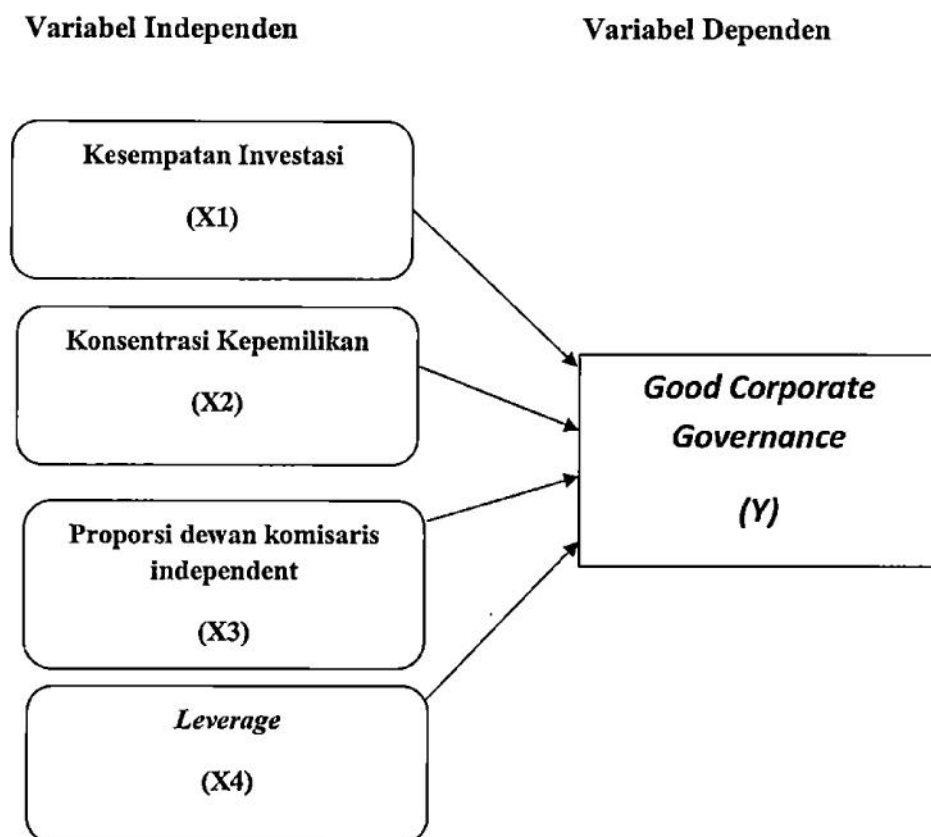 Variabel Independen
Variabel Dependen
Kesempatan Investasi
(X1)
Konsentrasi Kepemilikan
(X2)
Proporsi dewan komisaris
independent
(X3)
Leverage
(X4)
Good Corporate
Governance
(Y)